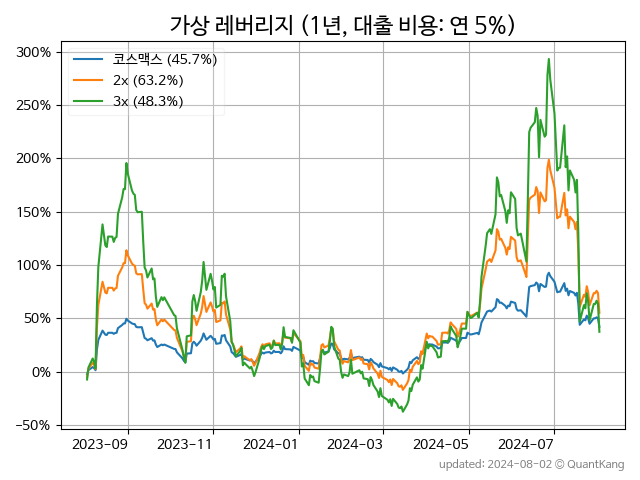 가상 레버리지 (1년, 대출 비용: 연 5%)
코스맥스 (45.7%)
2x (63.2%)
3x (48.3%)
300%
250%
200%
150%
100%
50%
0%
−50%
2023-09
2023-11
2024-01
2024-03
2024-05
2024-07
updated: 2024-08-02 © QuantKang